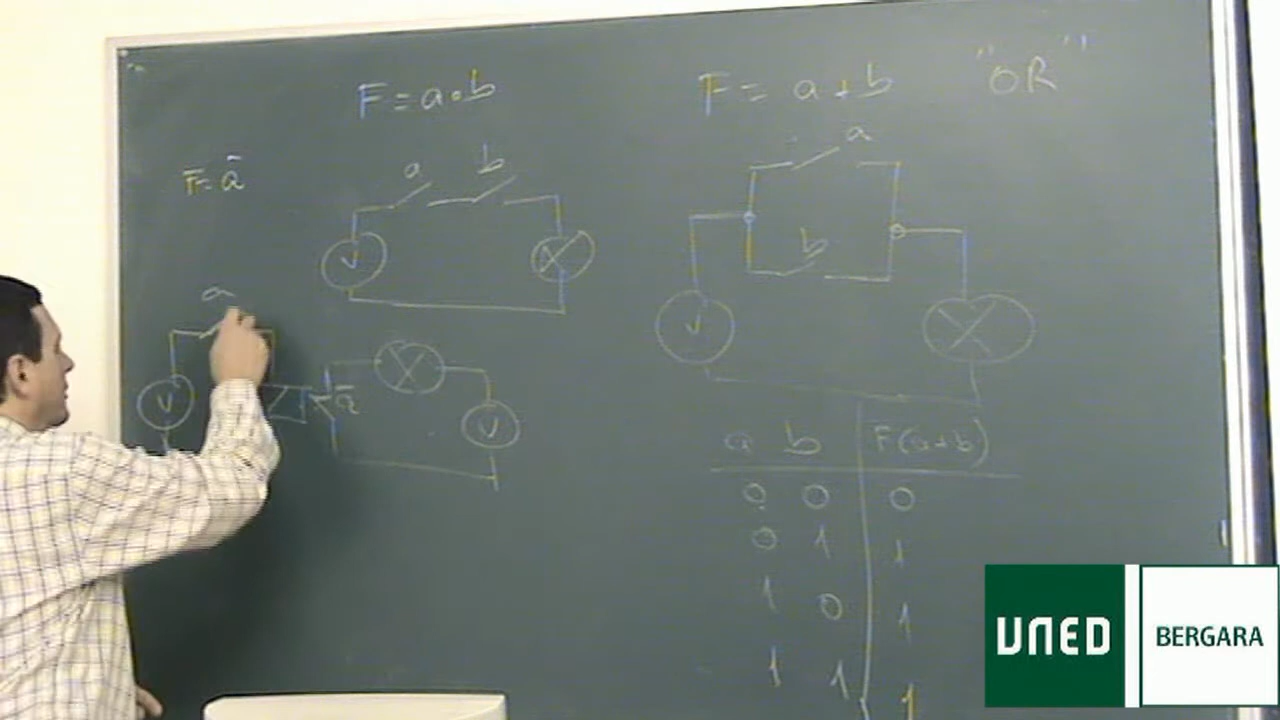 F = a • b
F = a + b
"OR"
F = a̅
a
b
a
b
V
V
a
V
a̅
V
a b F(a+b)
0 0 0
0 1 1
1 0 1
1 1 1
UNED
BERGARA